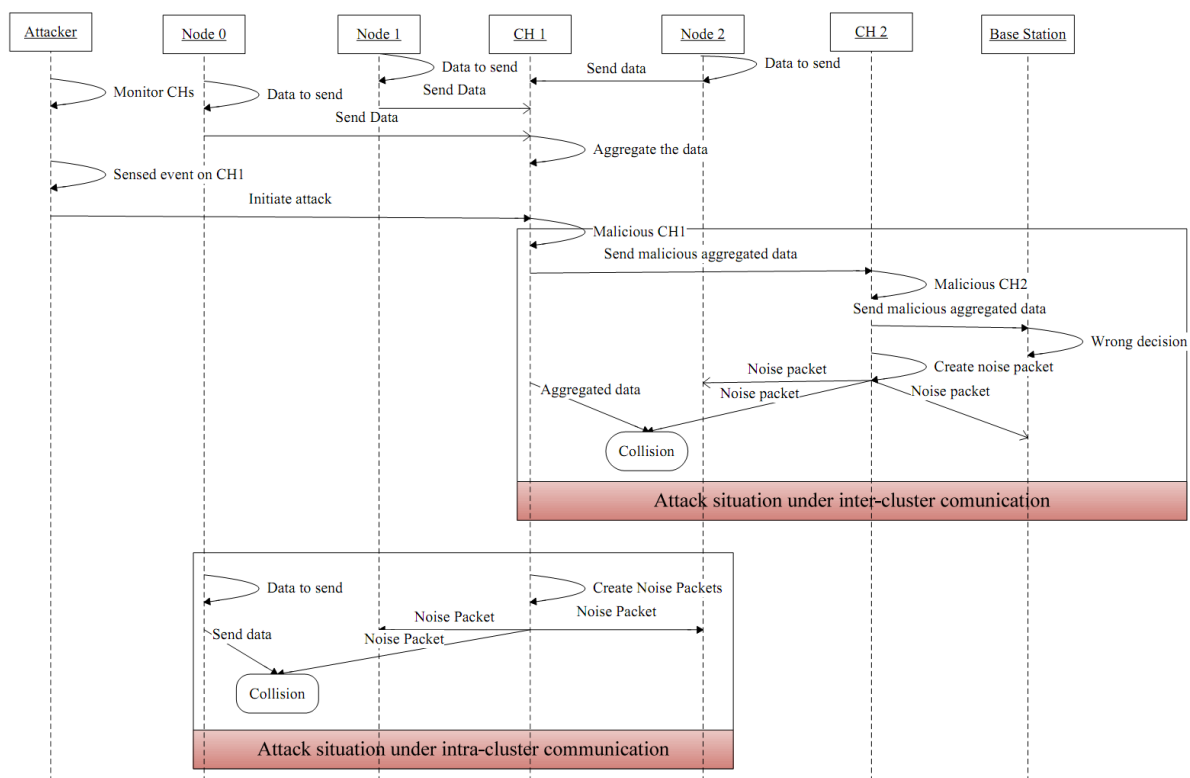 Attacker
Node 0
Node 1
CH 1
Node 2
CH 2
Base Station
Data to send
Send data
Data to send
Monitor CHs
Data to send
Send Data
Send Data
Aggregate the data
Sensed event on CH1
Initiate attack
Malicious CH1
Send malicious aggregated data
Malicious CH2
Send malicious aggregated data
Wrong decision
Create noise packet
Noise packet
Aggregated data
Noise packet
Noise packet
Collision
Attack situation under inter-cluster comunication
Data to send
Create Noise Packets
Noise Packet
Noise Packet
Send data
Noise Packet
Collision
Attack situation under intra-cluster communication